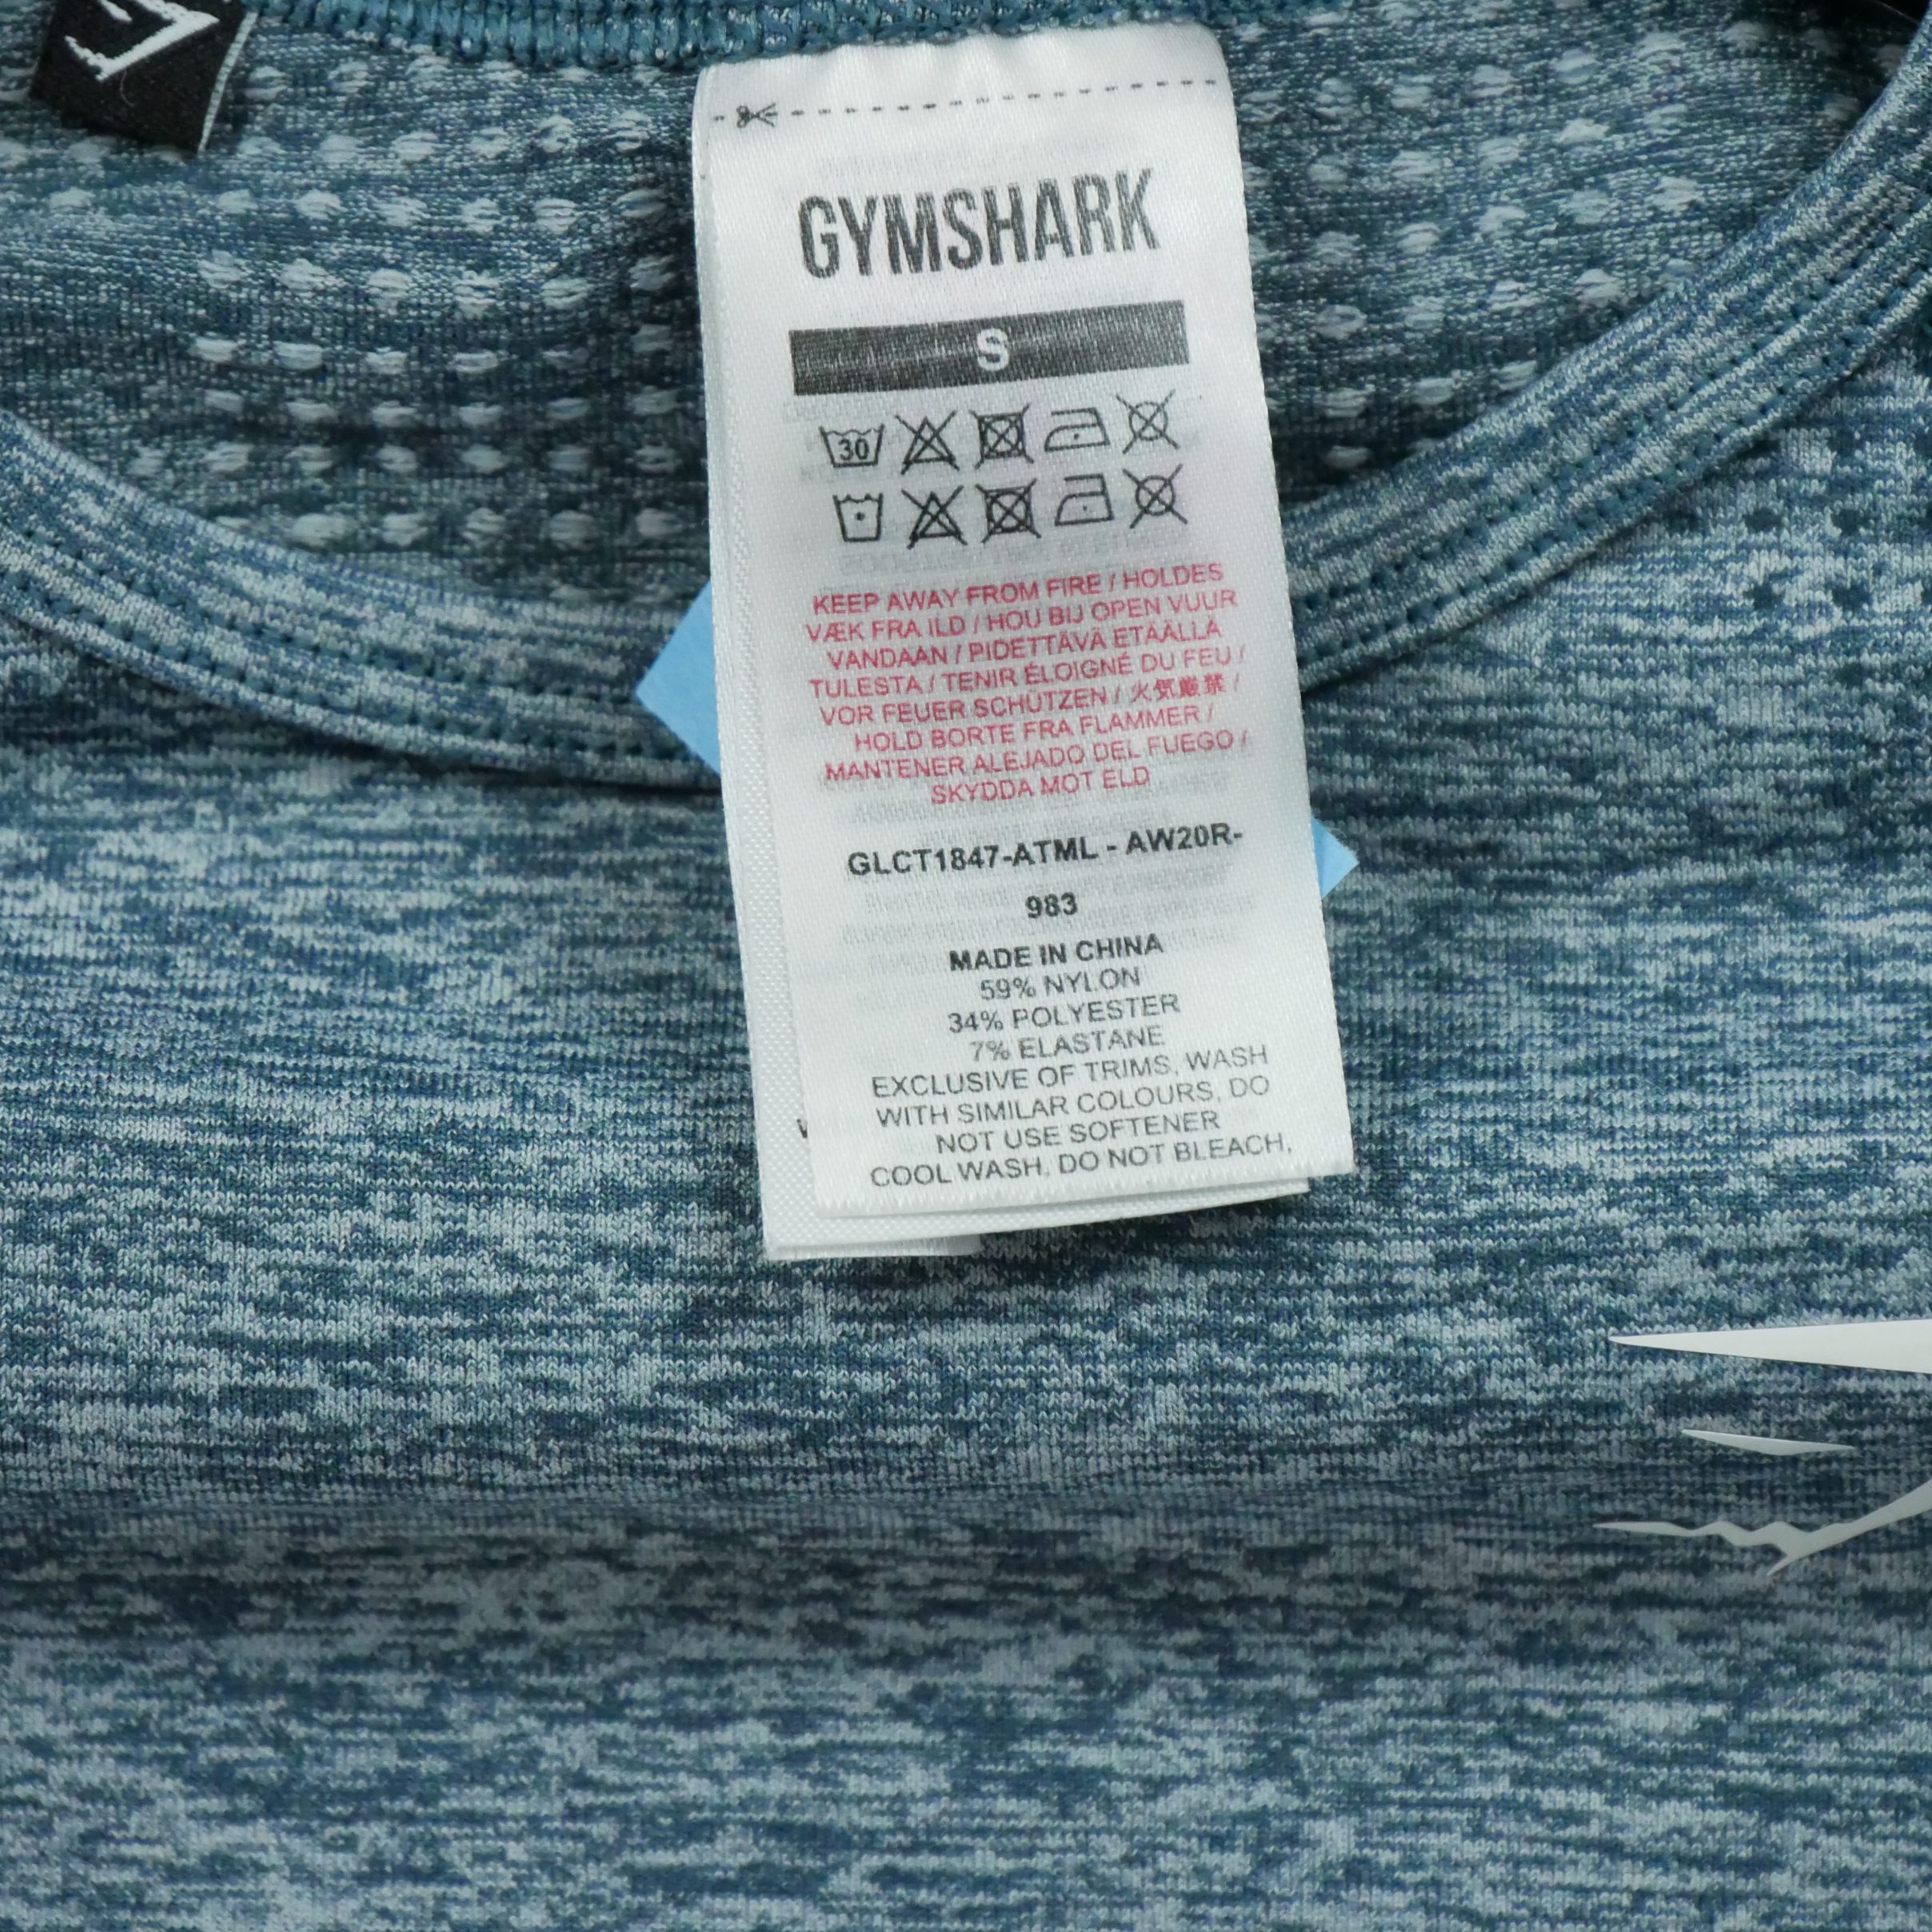 GYMSHARK
S
30
KEEP AWAY FROM FIRE / HOLDES
VÆK FRA ILD / HOU BIJ OPEN VUUR
VANDAAN / PIDETTÄVÄ ETÄÄLLÄ
TULESTA / TENIR ÉLOIGNÉ DU FEU /
VOR FEUER SCHÜTZEN / 火気厳禁 /
HOLD BORTE FRA FLAMMER /
MANTENER ALEJADO DEL FUEGO /
SKYDDA MOT ELD
GLCT1847-ATML - AW20R-
983
MADE IN CHINA
59% NYLON
34% POLYESTER
7% ELASTANE
EXCLUSIVE OF TRIMS, WASH
WITH SIMILAR COLOURS, DO
NOT USE SOFTENER
COOL WASH, DO NOT BLEACH,